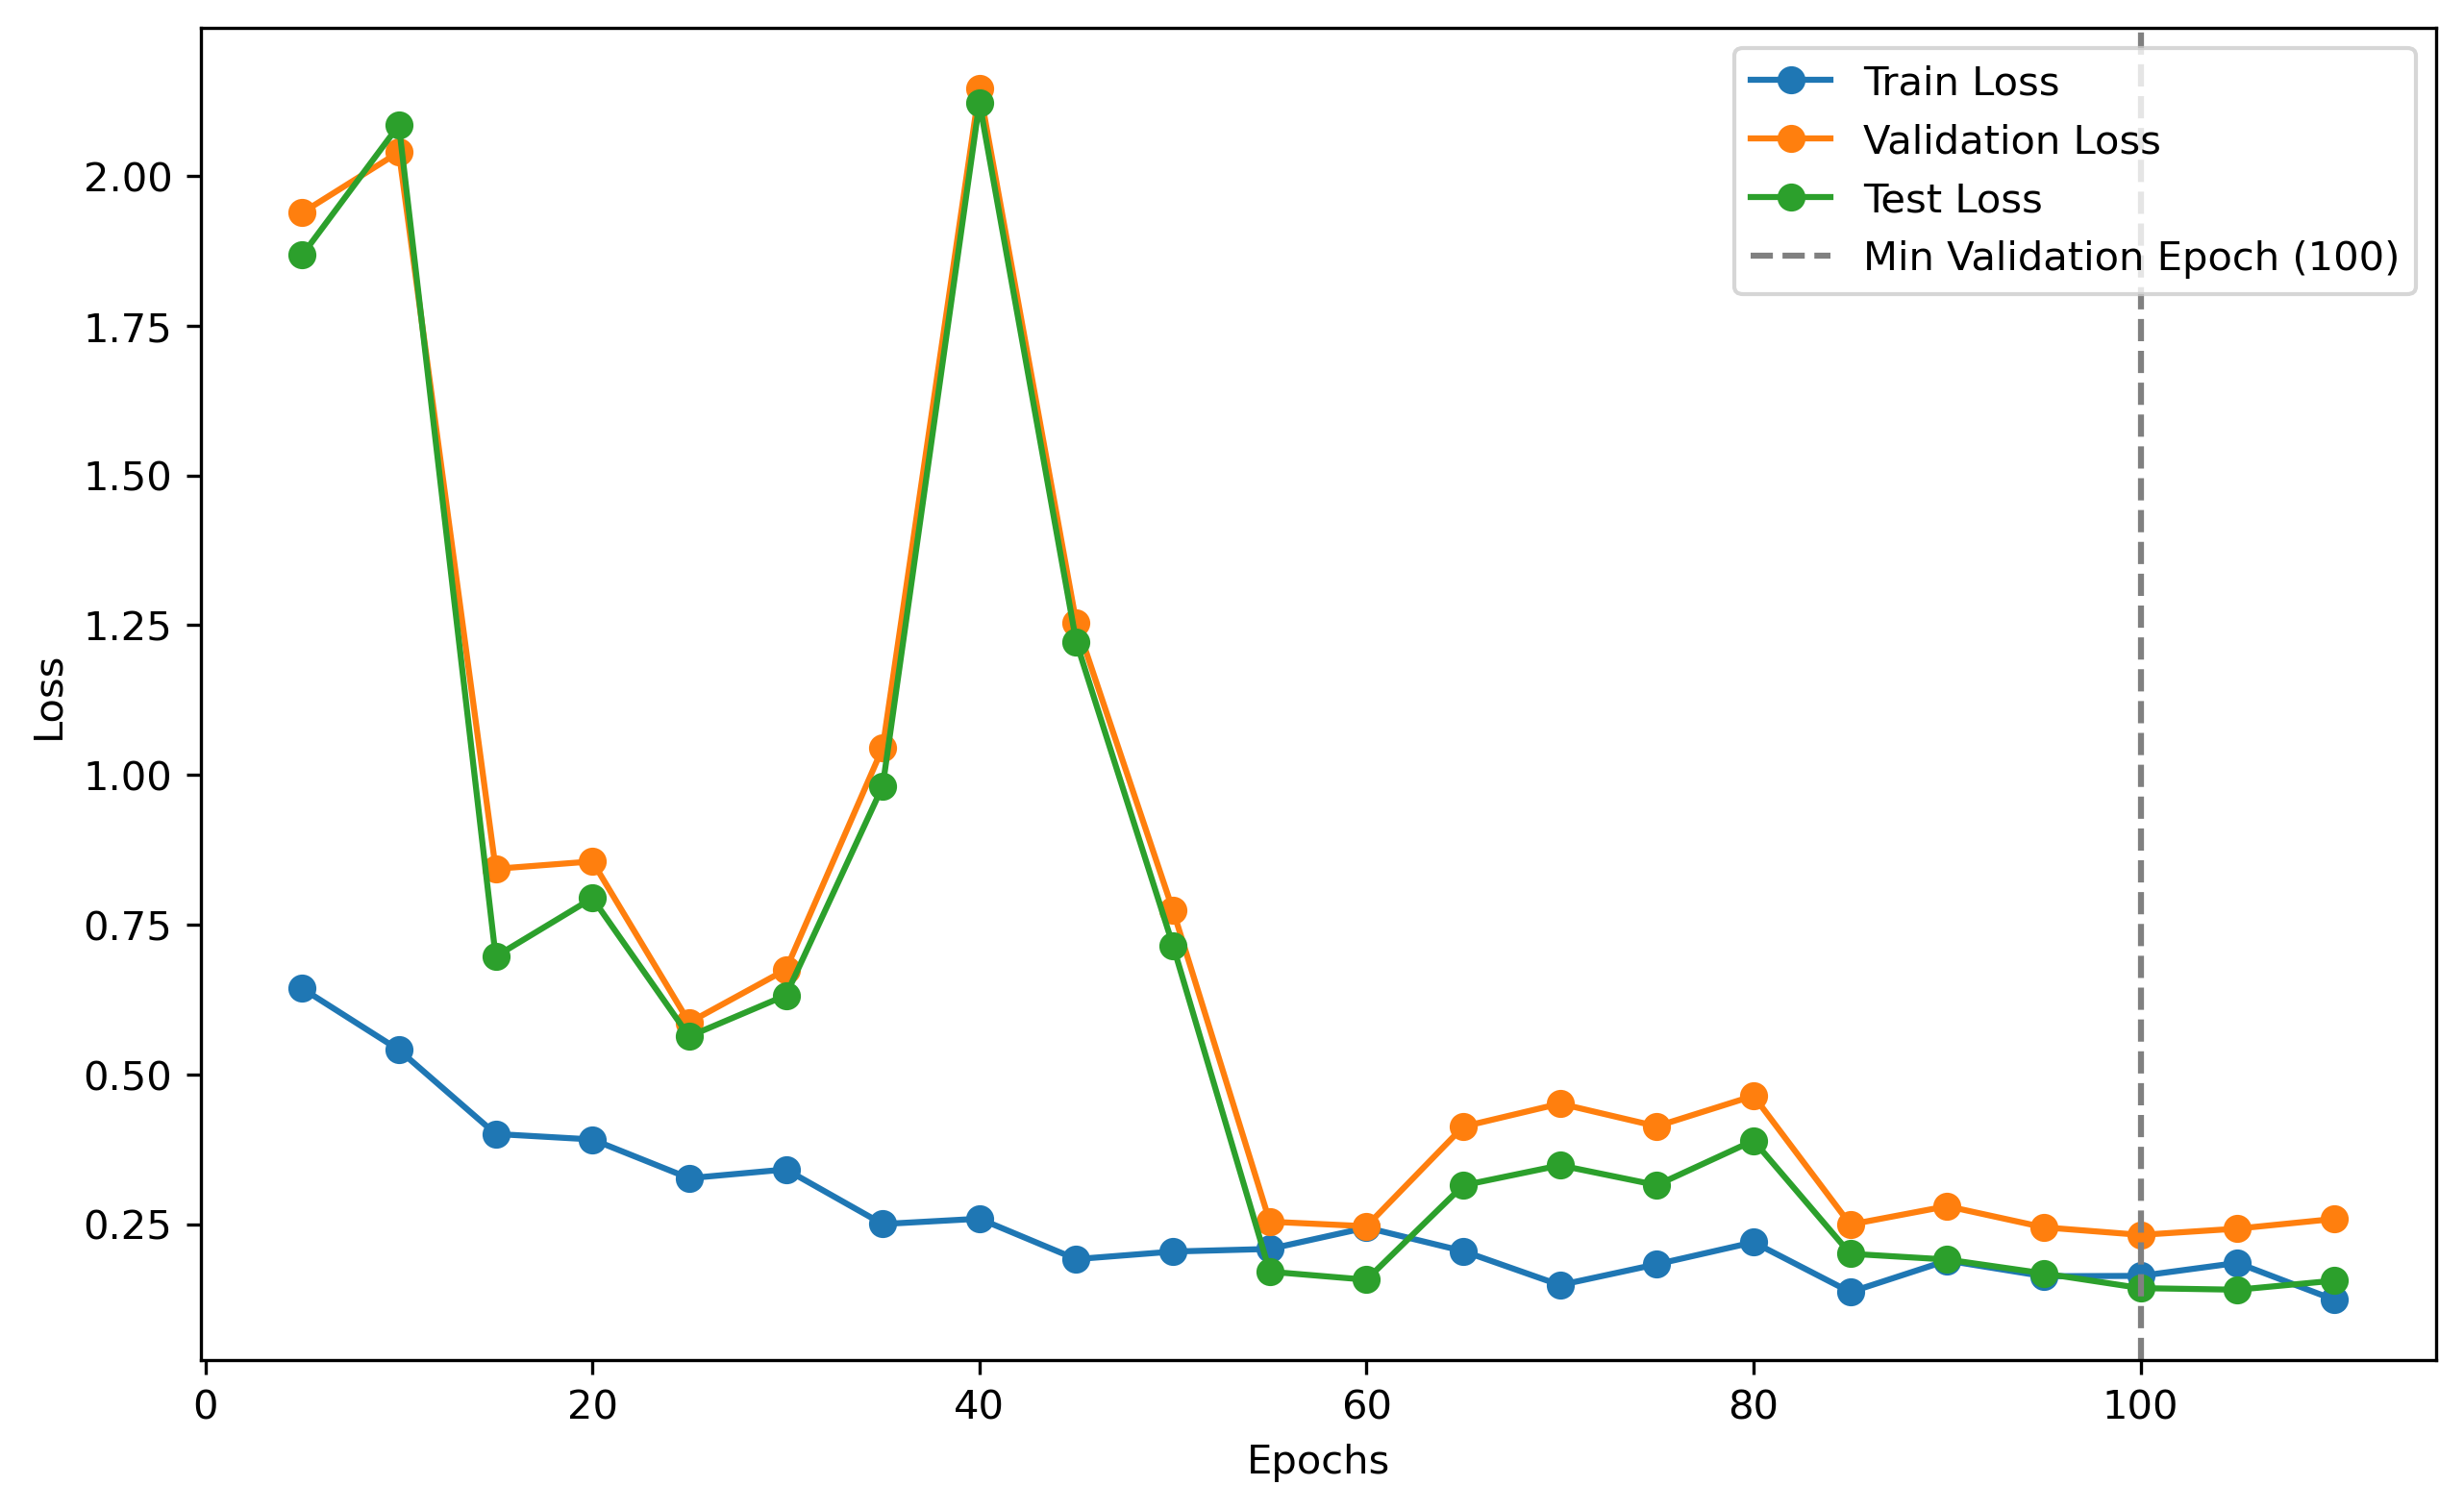 Train Loss
Validation Loss
Test Loss
Min Validation Epoch (100)
2.00
1.75
1.50
1.25
1.00
0.75
0.50
0.25
Loss
0 20 40 60 80 100
Epochs